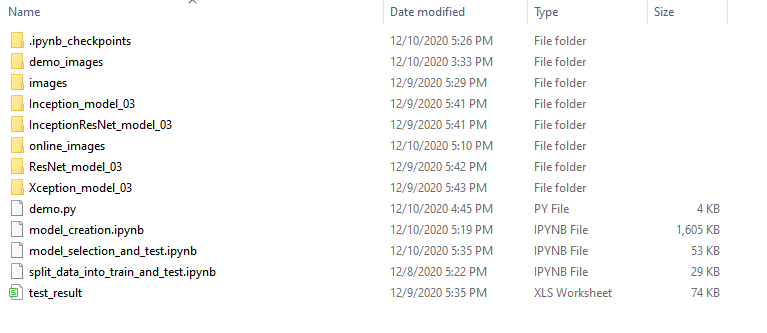 Name Date modified Type Size
.ipynb_checkpoints 12/10/2020 5:26 PM File folder
demo_images 12/10/2020 3:33 PM File folder
images 12/9/2020 5:29 PM File folder
Inception_model_03 12/9/2020 5:41 PM File folder
InceptionResNet_model_03 12/9/2020 5:41 PM File folder
online_images 12/10/2020 5:10 PM File folder
ResNet_model_03 12/9/2020 5:42 PM File folder
Xception_model_03 12/9/2020 5:43 PM File folder
demo.py 12/10/2020 4:45 PM PY File 4 KB
model_creation.ipynb 12/10/2020 5:19 PM IPYNB File 1,605 KB
model_selection_and_test.ipynb 12/10/2020 5:35 PM IPYNB File 53 KB
split_data_into_train_and_test.ipynb 12/8/2020 5:22 PM IPYNB File 29 KB
test_result 12/9/2020 5:35 PM XLS Worksheet 74 KB